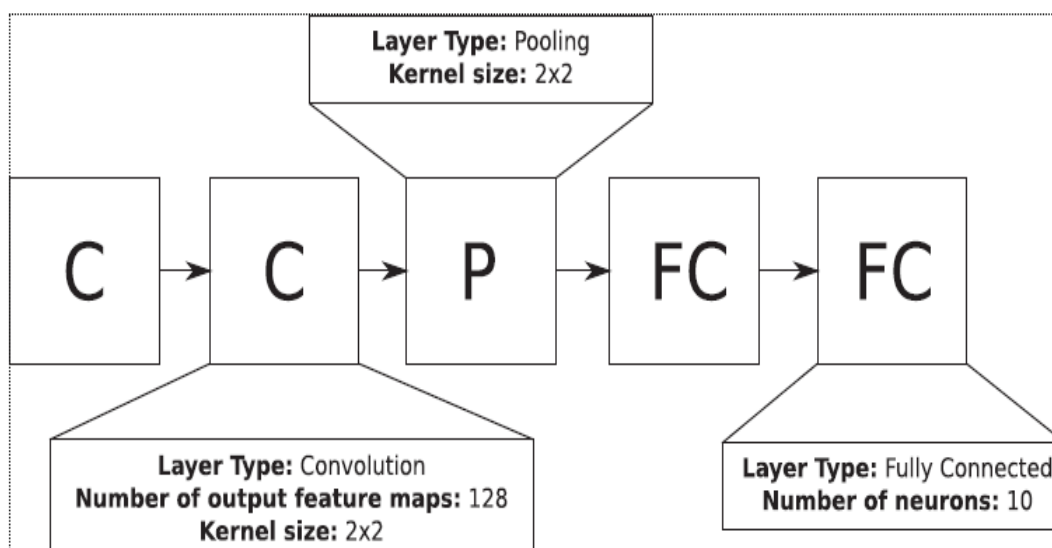 Layer Type: Pooling
Kernel size: 2x2
C
C
P
FC
FC
Layer Type: Convolution
Number of output feature maps: 128
Kernel size: 2x2
Layer Type: Fully Connected
Number of neurons: 10